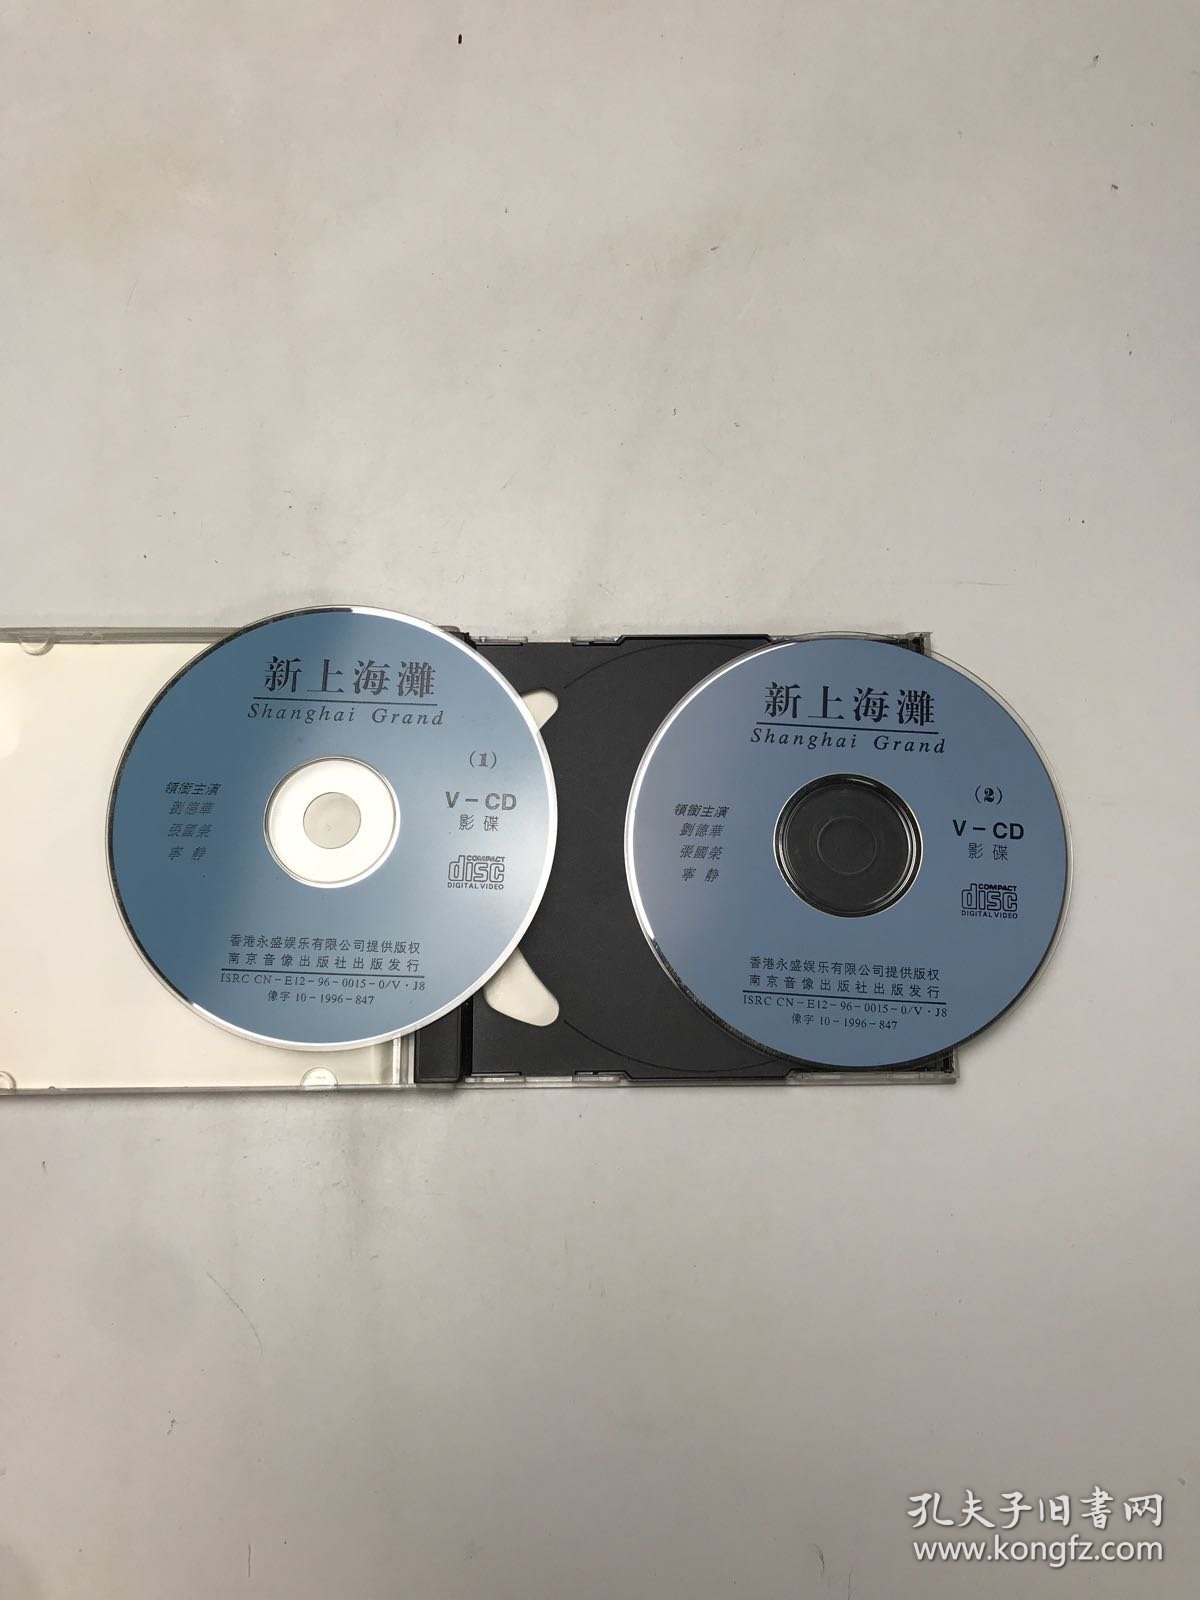 新上海灘
Shanghai Grand
(1)
領銜主演
劉德華
張國榮
寧靜
V-CD
影碟
COMPACT
disc
DIGITAL VIDEO
香港永盛娱乐有限公司提供版权
南京音像出版社出版发行
ISRC CN-E12-96-0015-0/V·J8
像字 10-1996-847
新上海灘
Shanghai Grand
(2)
領銜主演
劉德華
張國榮
寧靜
V-CD
影碟
COMPACT
disc
DIGITAL VIDEO
香港永盛娱乐有限公司提供版权
南京音像出版社出版发行
ISRC CN-E12-96-0015-0/V·J8
像字 10-1996-847
孔夫子旧书网
www.kongfz.com